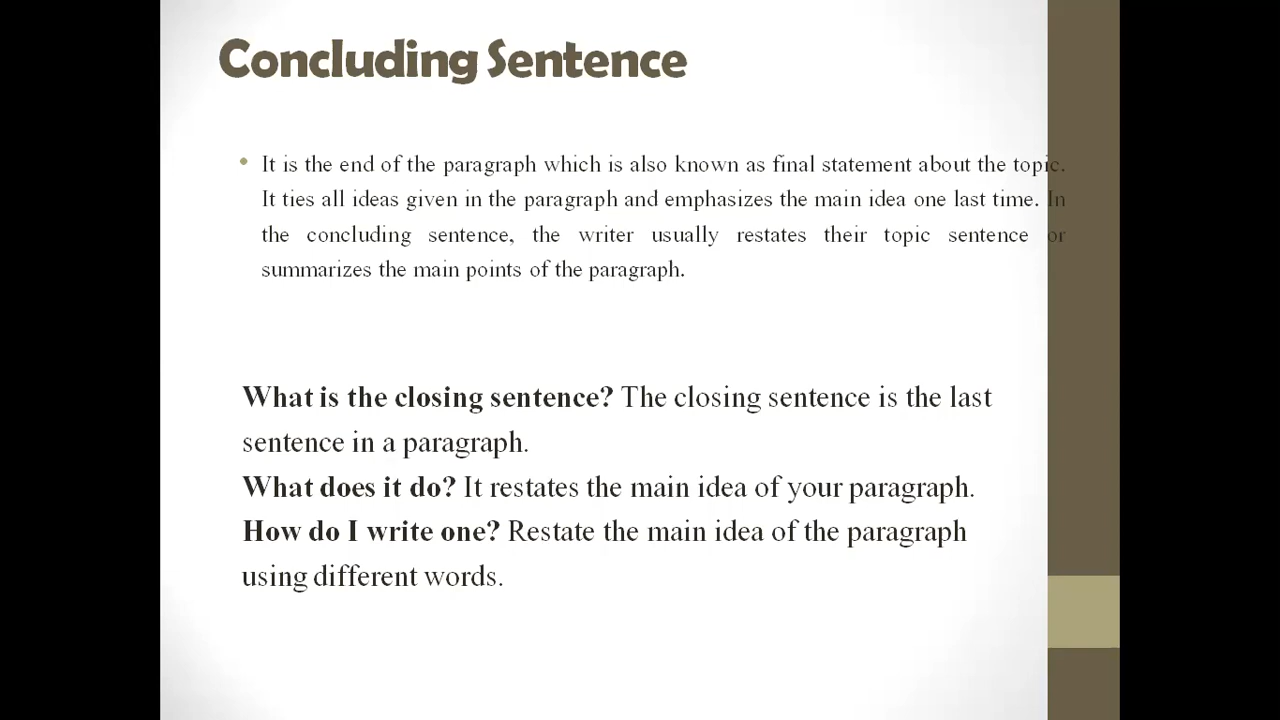 Concluding Sentence
• It is the end of the paragraph which is also known as final statement about the topic.
It ties all ideas given in the paragraph and emphasizes the main idea one last time. In
the concluding sentence, the writer usually restates their topic sentence or
summarizes the main points of the paragraph.
What is the closing sentence? The closing sentence is the last
sentence in a paragraph.
What does it do? It restates the main idea of your paragraph.
How do I write one? Restate the main idea of the paragraph
using different words.